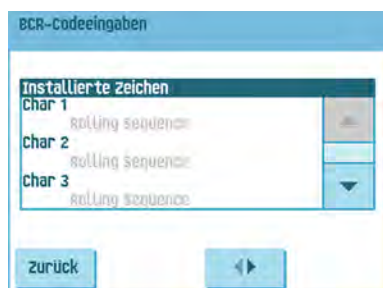 BCR-Codeeingaben
Installierte Zeichen
Char 1
Rolling Sequence
Char 2
Rolling Sequence
Char 3
Rolling Sequence
zurück